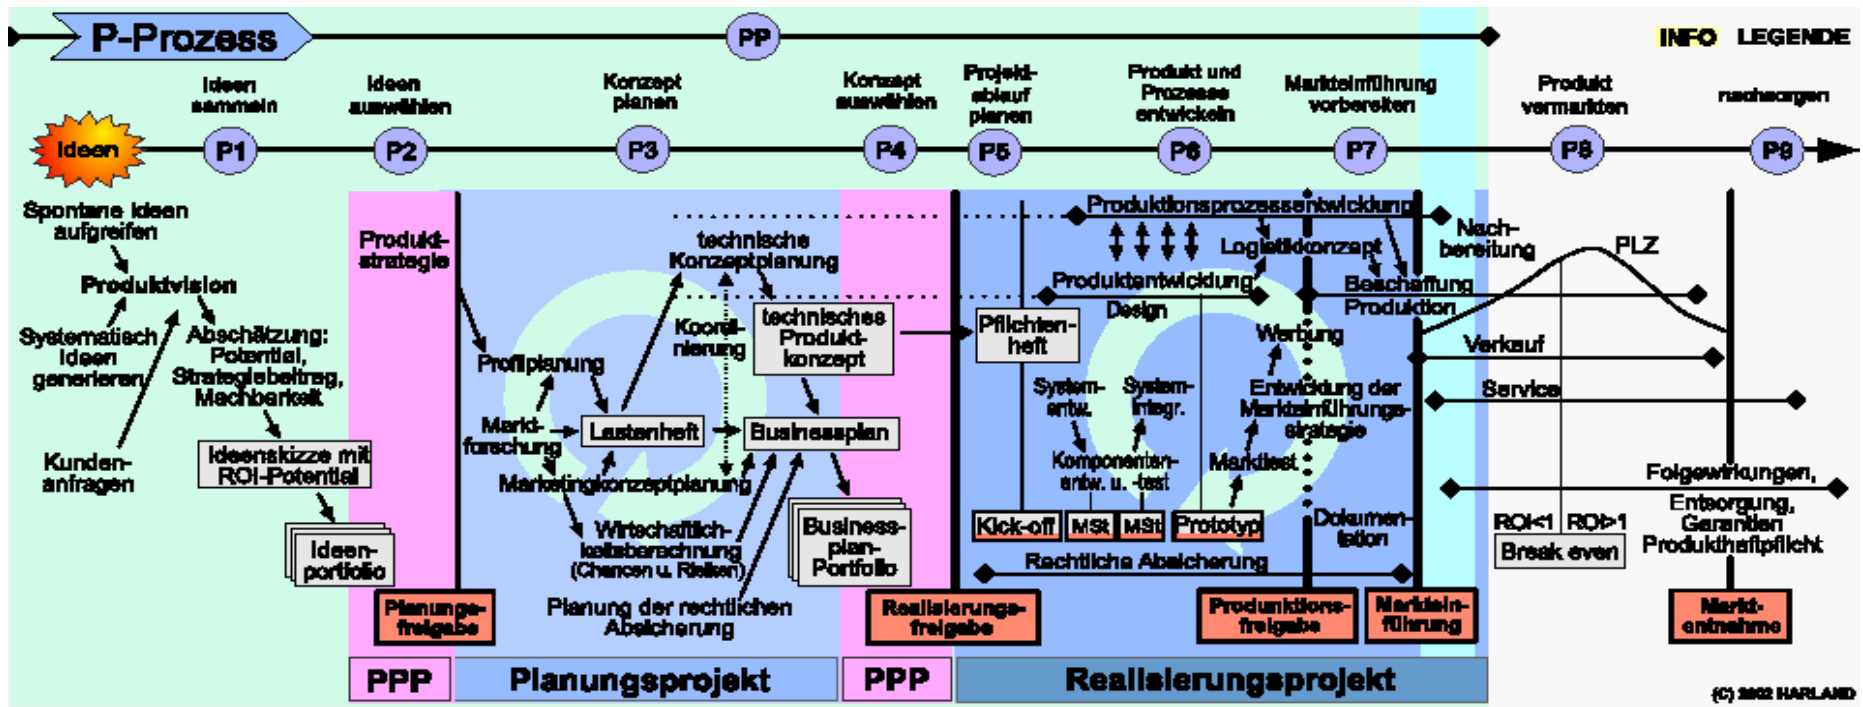 P-Prozess
PP
INFO LEGENDE
Ideen
sammeln
Ideen
auswählen
Konzept
planen
Konzept
auswählen
Projekt-
ablauf
planen
Produkt und
Prozesse
entwickeln
Markteinführung
vorbereiten
Produkt
vermarkten
nachsorgen
Ideen
P1
P2
P3
P4
P5
P6
P7
P8
P9
Spontane Ideen
aufgreifen
Produktvision
Systematisch
Ideen
generieren
Abschätzung:
Potential,
Strategiebeitrag,
Machbarkeit
Kunden-
anfragen
Ideenskizze mit
ROI-Potential
Ideen-
portfolio
Produkt-
strategie
Planungs-
freigabe
Profilplanung
Markt-
forschung
Lastenheft
Marketingkonzeptplanung
Wirtschaftlich-
keitsberechnung
(Chancen u. Risiken)
Planung der rechtlichen
Absicherung
technische
Konzeptplanung
Koordi-
nierung
technisches
Produkt-
konzept
Businessplan
Business-
plan-
Portfolio
Realisierungs-
freigabe
Pflichten-
heft
Produktionsprozessentwicklung
Logistikkonzept
Produktentwicklung
Design
Beschaffung
Produktion
Werbung
System-
entw.
System-
integr.
Komponenten-
entw. u. -test
Entwicklung der
Markteinführungs-
strategie
Markttest
Kick-off
MSt
MSt
Prototyp
Dokumen-
tation
Rechtliche Absicherung
Produnktions-
freigabe
Marktein-
führung
Nach-
bereitung
PLZ
Verkauf
Service
Folgewirkungen,
Entsorgung,
Garantien
Produkthaftpflicht
ROI<1
ROI>1
Break even
Markt-
entnahme
PPP
Planungsprojekt
PPP
Realisierungsprojekt
(C) 2002 HARLAND